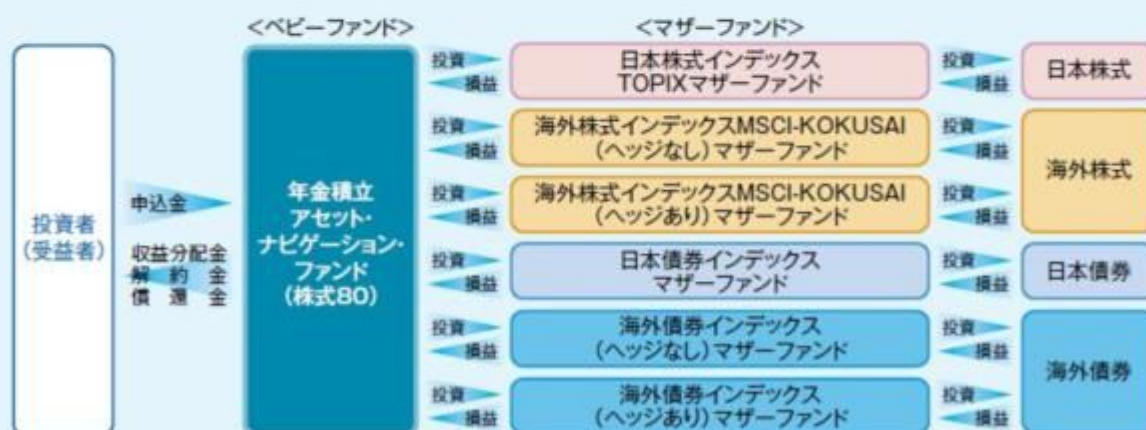 <ベビーファンド>
<マザーファンド>
投資者
(受益者)
申込金
収益分配金
解約金
償還金
年金積立
アセット・
ナビゲーション・
ファンド
(株式80)
投資
損益
日本株式インデックス
TOPIXマザーファンド
投資
損益
日本株式
投資
損益
海外株式インデックスMSCI-KOKUSAI
(ヘッジなし)マザーファンド
投資
損益
投資
損益
海外株式インデックスMSCI-KOKUSAI
(ヘッジあり)マザーファンド
投資
損益
海外株式
投資
損益
日本債券インデックス
マザーファンド
投資
損益
日本債券
投資
損益
海外債券インデックス
(ヘッジなし)マザーファンド
投資
損益
投資
損益
海外債券インデックス
(ヘッジあり)マザーファンド
投資
損益
海外債券